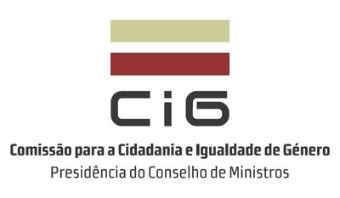 CiG
Comissão para a Cidadania e Igualdade de Género
Presidência do Conselho de Ministros